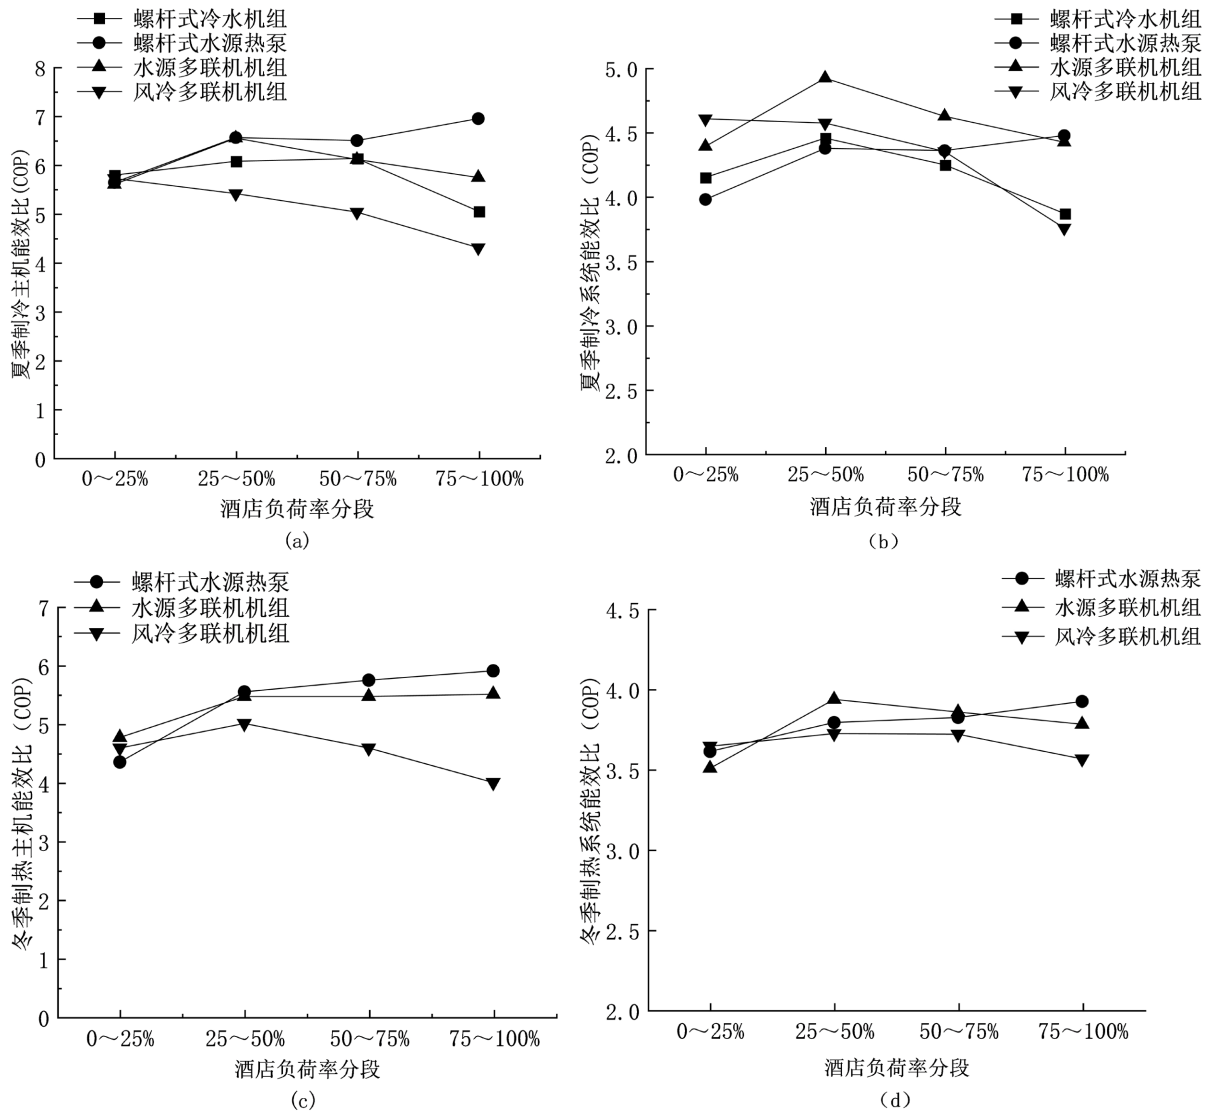 螺杆式冷水机组
螺杆式水源热泵
水源多联机机组
风冷多联机机组
夏季制冷主机能效比(COP)
8
7
6
5
4
3
2
1
0
0～25% 25～50% 50～75% 75～100%
酒店负荷率分段
(a)
螺杆式冷水机组
螺杆式水源热泵
水源多联机机组
风冷多联机机组
夏季制冷系统能效比（COP）
5.0
4.5
4.0
3.5
3.0
2.5
2.0
0～25% 25～50% 50～75% 75～100%
酒店负荷率分段
（b）
螺杆式水源热泵
水源多联机机组
风冷多联机机组
冬季制热主机能效比（COP）
7
6
5
4
3
2
1
0
0～25% 25～50% 50～75% 75～100%
酒店负荷率分段
(c)
螺杆式水源热泵
水源多联机机组
风冷多联机机组
冬季制热系统能效比（COP）
4.5
4.0
3.5
3.0
2.5
2.0
0～25% 25～50% 50～75% 75～100%
酒店负荷率分段
（d）